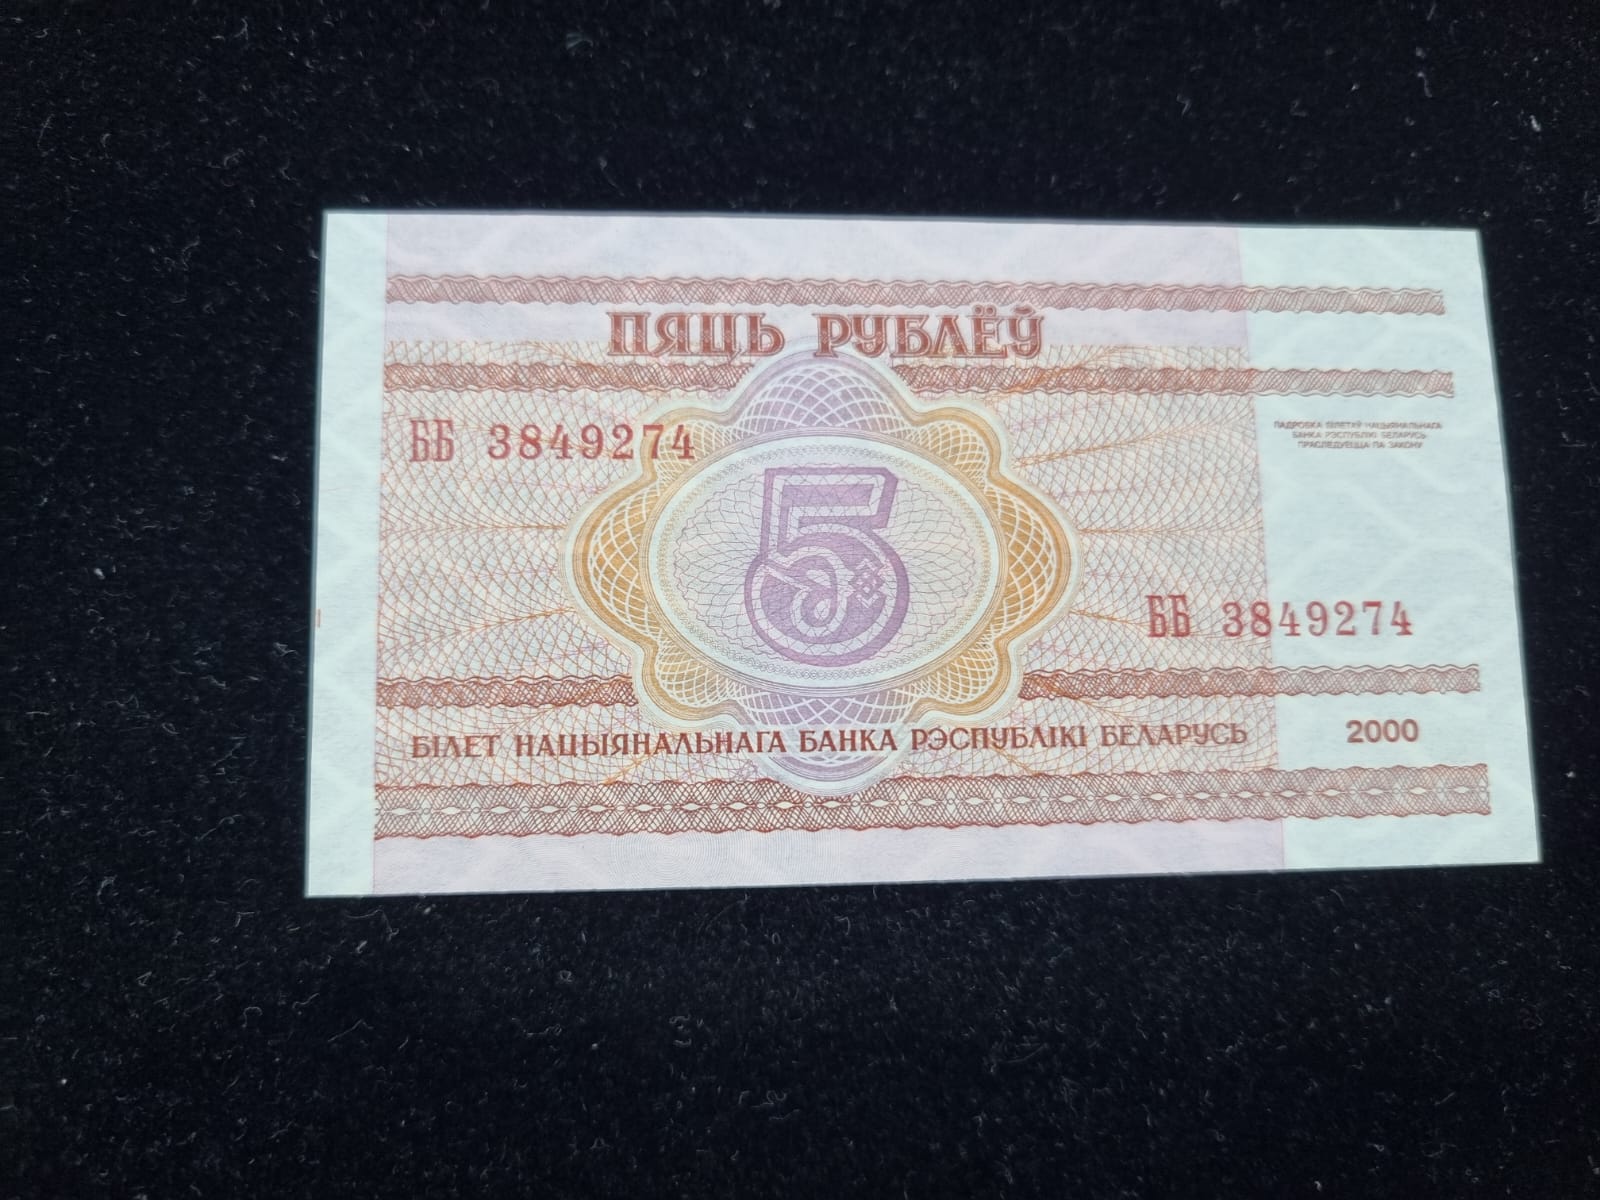 ПЯЦЬ РУБЛЁЎ
ББ 3849274
ПАДРОБКА БІЛЕТАЎ НАЦЫЯНАЛЬНАГА
БАНКА РЭСПУБЛІКІ БЕЛАРУСЬ
ПРАСЛЕДУЕЦЦА ПА ЗАКОНУ
5
ББ 3849274
БІЛЕТ НАЦЫЯНАЛЬНАГА БАНКА РЭСПУБЛІКІ БЕЛАРУСЬ
2000